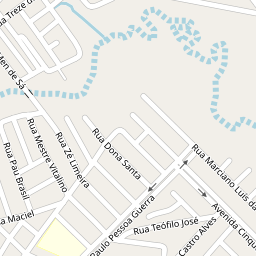 Rua Treze d
Men de Sá
Rua Mestre Vitalino
Rua Zé Limeira
Rua Dona Santa
Rua Pau Brasil
Rua Marciano Luis da
a Maciel
Paulo Pessoa Guerra
Rua Teófilo José
Avenida Cinqu
Castro Alves